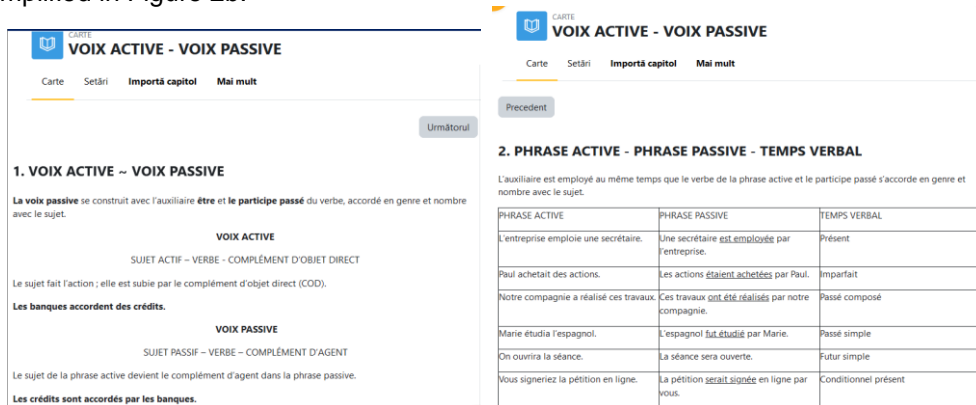 CARTE
VOIX ACTIVE - VOIX PASSIVE
Carte Setări Importă capitol Mai mult
Următorul
1. VOIX ACTIVE ~ VOIX PASSIVE
La voix passive se construit avec l'auxiliaire être et le participe passé du verbe, accordé en genre et nombre
avec le sujet.
VOIX ACTIVE
SUJET ACTIF – VERBE - COMPLÉMENT D'OBJET DIRECT
Le sujet fait l'action ; elle est subie par le complément d'objet direct (COD).
Les banques accordent des crédits.
VOIX PASSIVE
SUJET PASSIF – VERBE – COMPLÉMENT D'AGENT
Le sujet de la phrase active devient le complément d'agent dans la phrase passive.
Les crédits sont accordés par les banques.
CARTE
VOIX ACTIVE - VOIX PASSIVE
Carte Setări Importă capitol Mai mult
Precedent
2. PHRASE ACTIVE - PHRASE PASSIVE - TEMPS VERBAL
L'auxiliaire est employé au même temps que le verbe de la phrase active et le participe passé s'accorde en genre et
nombre avec le sujet.
PHRASE ACTIVE PHRASE PASSIVE TEMPS VERBAL
L'entreprise emploie une secrétaire. Une secrétaire est employée par Présent
l'entreprise.
Paul achetait des actions. Les actions étaient achetées par Paul. Imparfait
Notre compagnie a réalisé ces travaux. Ces travaux ont été réalisés par notre Passé composé
compagnie.
Marie étudia l'espagnol. L'espagnol fut étudié par Marie. Passé simple
On ouvrira la séance. La séance sera ouverte. Futur simple
Vous signeriez la pétition en ligne. La pétition serait signée en ligne par Conditionnel présent
vous.